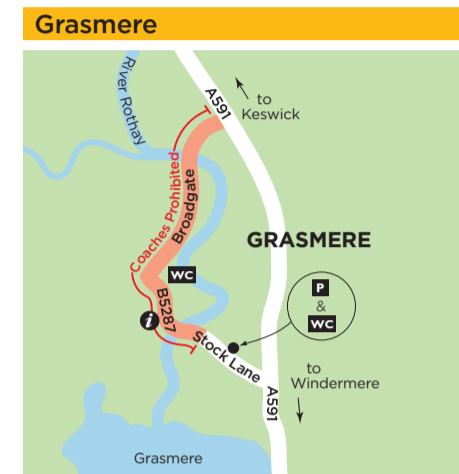 Grasmere
River Rothay
A591
to
Keswick
Coaches Prohibited
Broadgate
GRASMERE
WC
P
&
WC
B5287
i
Stock Lane
to
Windermere
A591
Grasmere